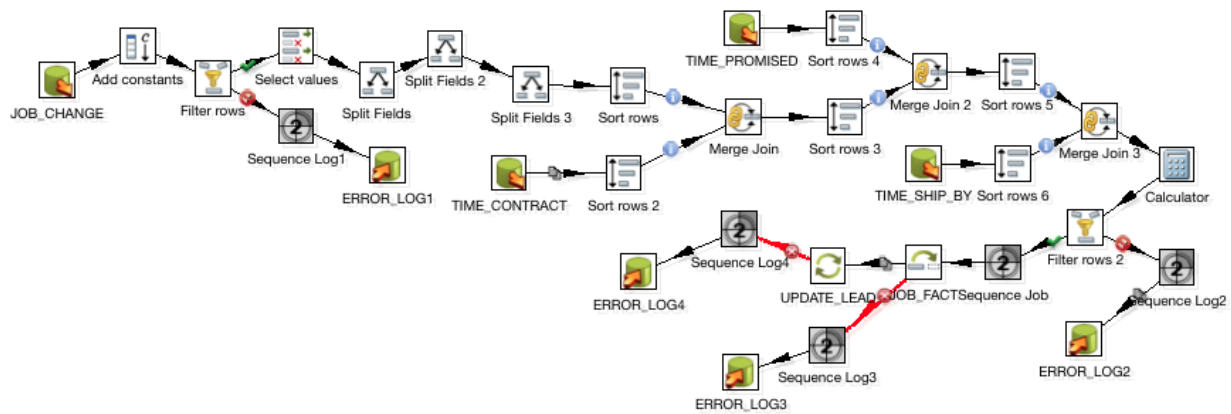 JOB_CHANGE
Add constants
Filter rows
Select values
Split Fields
Split Fields 2
Split Fields 3
Sort rows
Sequence Log1
ERROR_LOG1
TIME_CONTRACT
Sort rows 2
Merge Join
Sort rows 3
TIME_PROMISED
Sort rows 4
Merge Join 2
Sort rows 5
Merge Join 3
TIME_SHIP_BY
Sort rows 6
Calculator
Filter rows 2
Sequence Log2
ERROR_LOG2
Sequence Job
JOB_FACT
UPDATE_LEAD
Sequence Log4
ERROR_LOG4
Sequence Log3
ERROR_LOG3